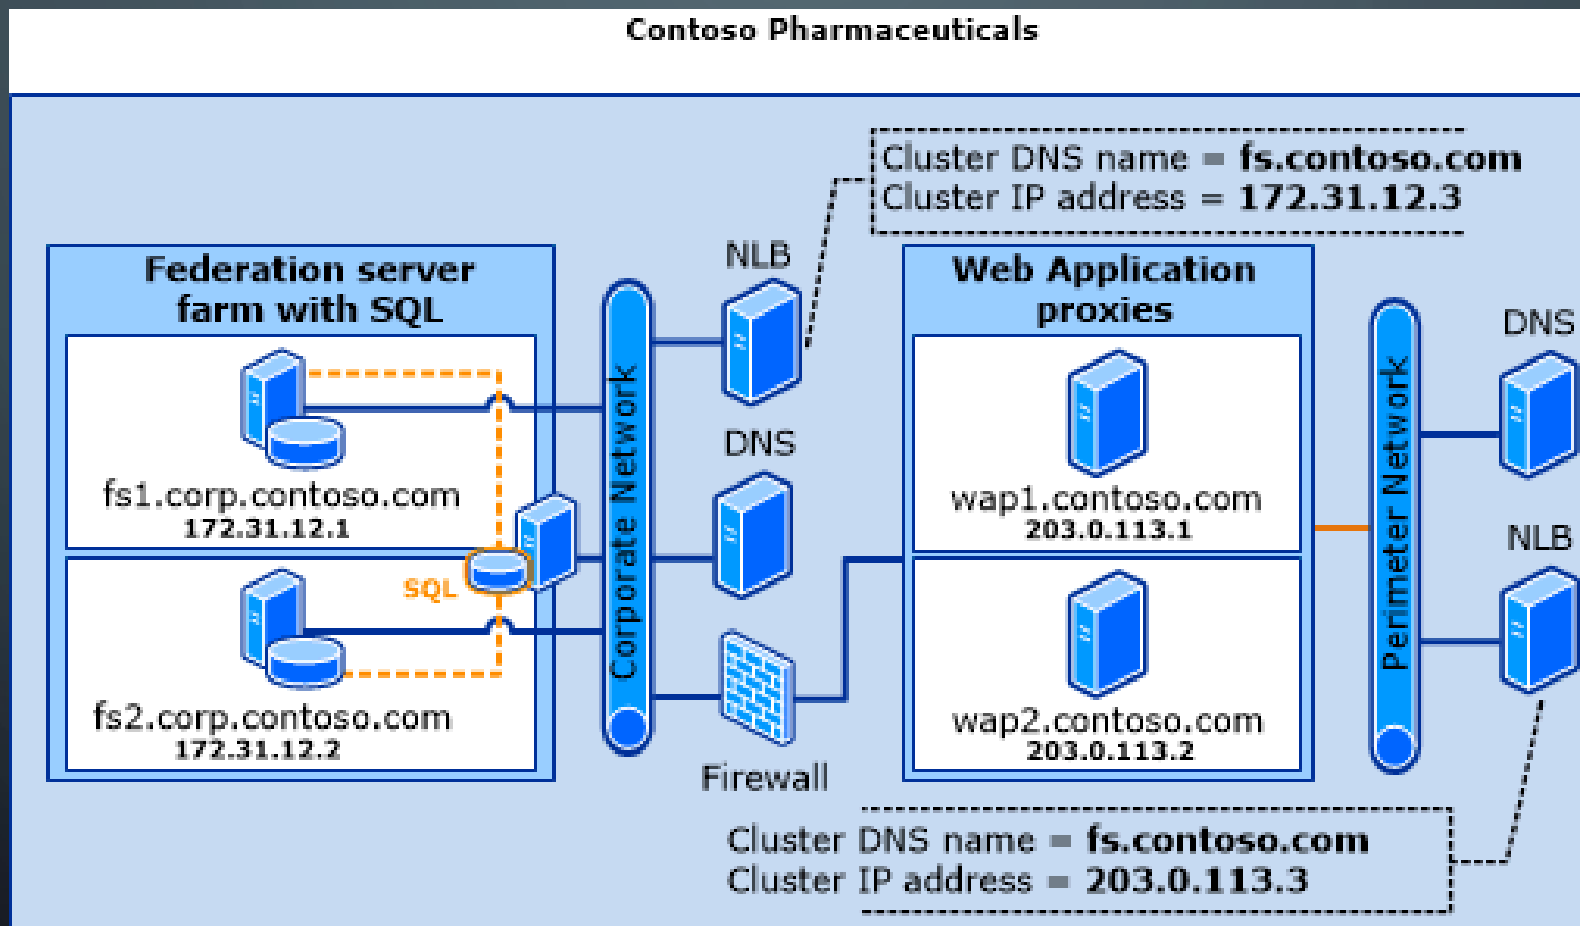 Contoso Pharmaceuticals
Cluster DNS name = fs.contoso.com
Cluster IP address = 172.31.12.3
Federation server
farm with SQL
fs1.corp.contoso.com
172.31.12.1
SQL
fs2.corp.contoso.com
172.31.12.2
Corporate Network
NLB
DNS
Firewall
Web Application
proxies
wap1.contoso.com
203.0.113.1
wap2.contoso.com
203.0.113.2
Perimeter Network
DNS
NLB
Cluster DNS name = fs.contoso.com
Cluster IP address = 203.0.113.3